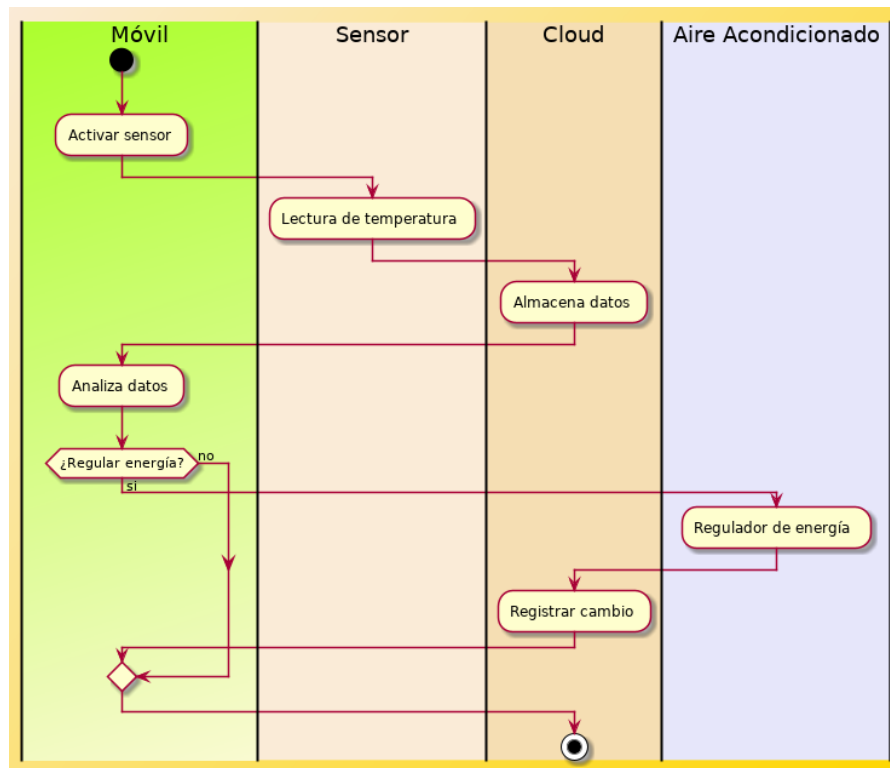 Móvil
Sensor
Cloud
Aire Acondicionado
Activar sensor
Lectura de temperatura
Almacena datos
Analiza datos
¿Regular energía?
no
si
Regulador de energía
Registrar cambio